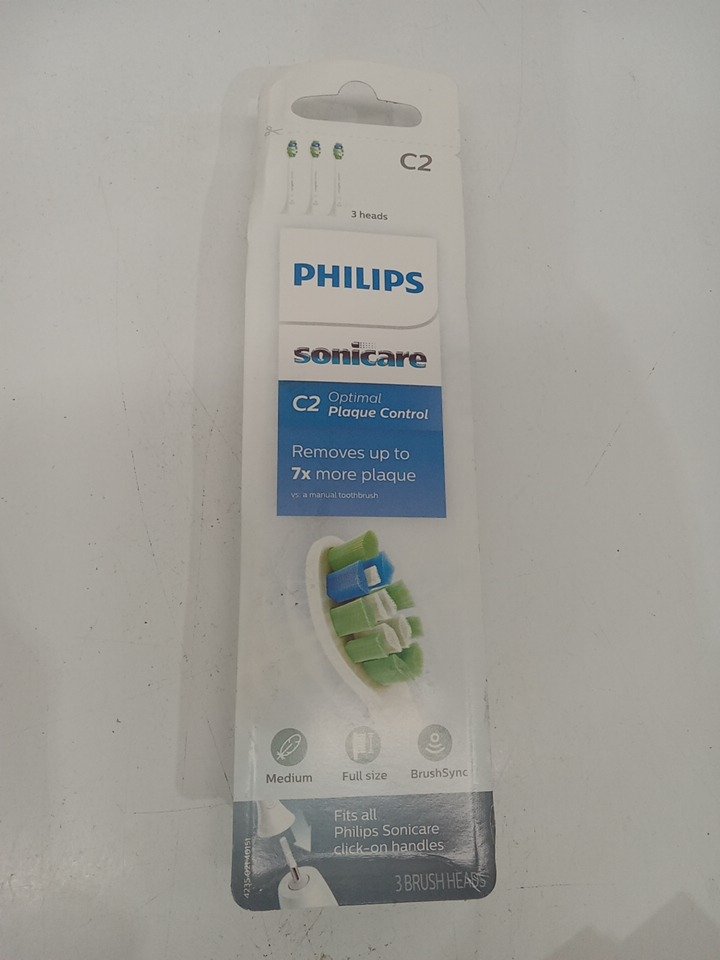 C2
3 heads
PHILIPS
sonicare
C2 Optimal
Plaque Control
Removes up to
7x more plaque
vs. a manual toothbrush
Medium
Full size
BrushSync
Fits all
Philips Sonicare
click-on handles
3 BRUSH HEADS